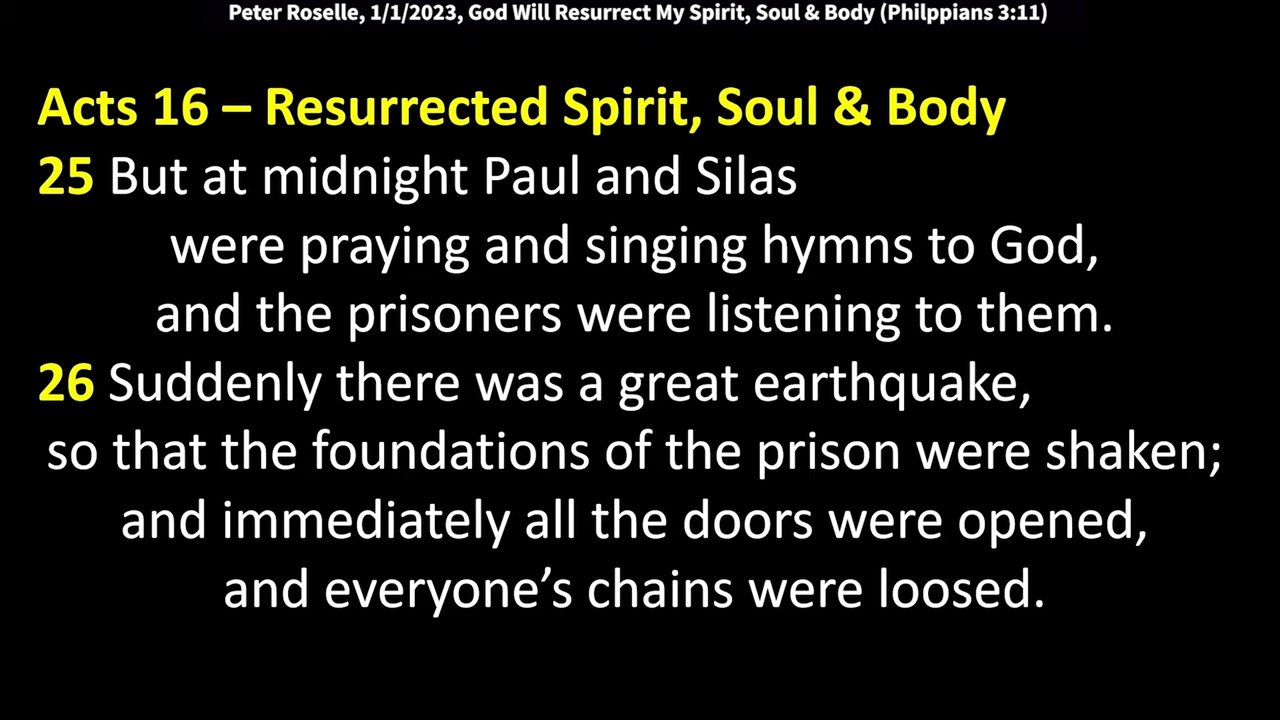 Peter Roselle, 1/1/2023, God Will Resurrect My Spirit, Soul & Body (Philppians 3:11)
Acts 16 – Resurrected Spirit, Soul & Body
25 But at midnight Paul and Silas
were praying and singing hymns to God,
and the prisoners were listening to them.
26 Suddenly there was a great earthquake,
so that the foundations of the prison were shaken;
and immediately all the doors were opened,
and everyone’s chains were loosed.